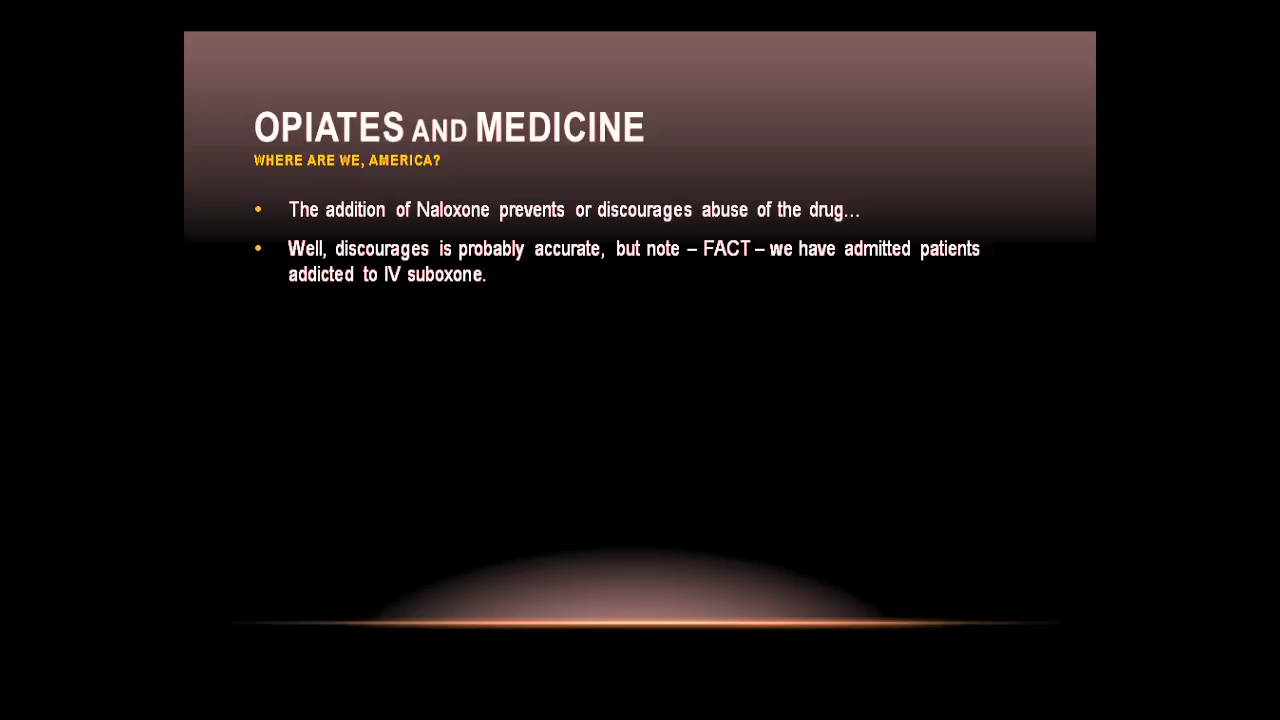 OPIATES AND MEDICINE
WHERE ARE WE, AMERICA?
• The addition of Naloxone prevents or discourages abuse of the drug…
• Well, discourages is probably accurate, but note – FACT – we have admitted patients
addicted to IV suboxone.